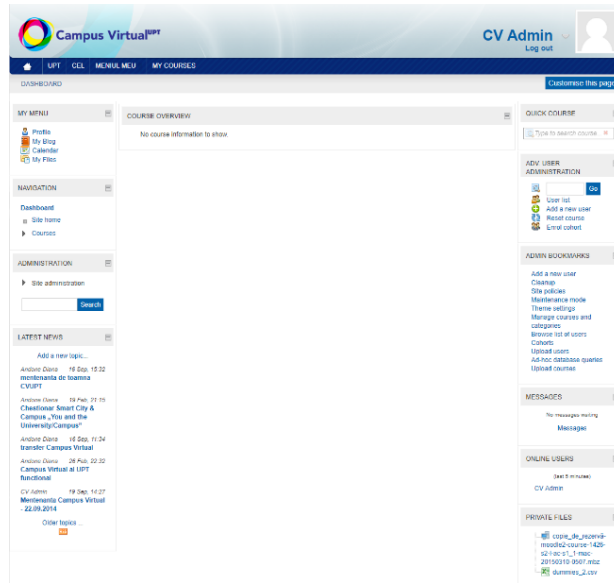 Campus Virtual UPT
CV Admin
Log out
UPT CEL MENIUL MEU MY COURSES
DASHBOARD
Customise this page
MY MENU
Profile
My Blog
Calendar
My Files
NAVIGATION
Dashboard
Site home
Courses
ADMINISTRATION
Site administration
Search
LATEST NEWS
Add a new topic...
Andone Diana 16 Sep, 15:32
mentenanta de toamna
CVUPT
Andone Diana 19 Feb, 21:15
Chestionar Smart City &
Campus „You and the
University/Campus"
Andone Diana 16 Sep, 11:34
transfer Campus Virtual
Andone Diana 26 Feb, 22:32
Campus Virtual al UPT
functional
CV Admin 19 Sep, 14:27
Mentenanta Campus Virtual
- 22.09.2014
Older topics ...
COURSE OVERVIEW
No course information to show.
QUICK COURSE
Type to search course...
ADV. USER
ADMINISTRATION
Go
User list
Add a new user
Reset course
Enrol cohort
ADMIN BOOKMARKS
Add a new user
Cleanup
Site policies
Maintenance mode
Theme settings
Manage courses and
categories
Browse list of users
Cohorts
Upload users
Ad-hoc database queries
Upload courses
MESSAGES
No messages waiting
Messages
ONLINE USERS
(last 5 minutes)
CV Admin
PRIVATE FILES
copie_de_rezervă-
moodle2-course-1426-
20150310-0507.mbz
dummies_2.csv